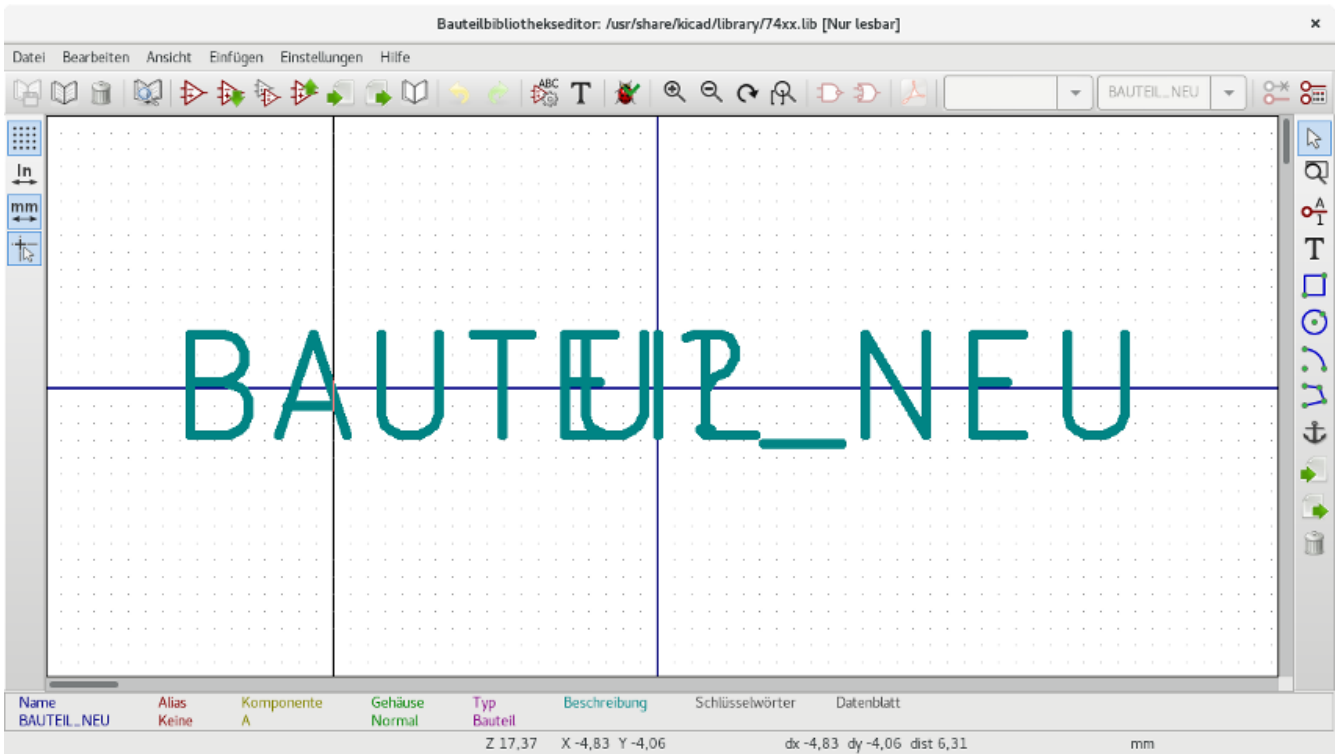 Bauteilbibliothekseditor: /usr/share/kicad/library/74xx.lib [Nur lesbar]
Datei Bearbeiten Ansicht Einfügen Einstellungen Hilfe
ABC T BAUTEIL_NEU
In
mm
A
1
T
BAUTEIL_NEU
U?
Name Alias Komponente Gehäuse Typ Beschreibung Schlüsselwörter Datenblatt
BAUTEIL_NEU Keine A Normal Bauteil
Z 17,37 X -4,83 Y -4,06 dx -4,83 dy -4,06 dist 6,31 mm